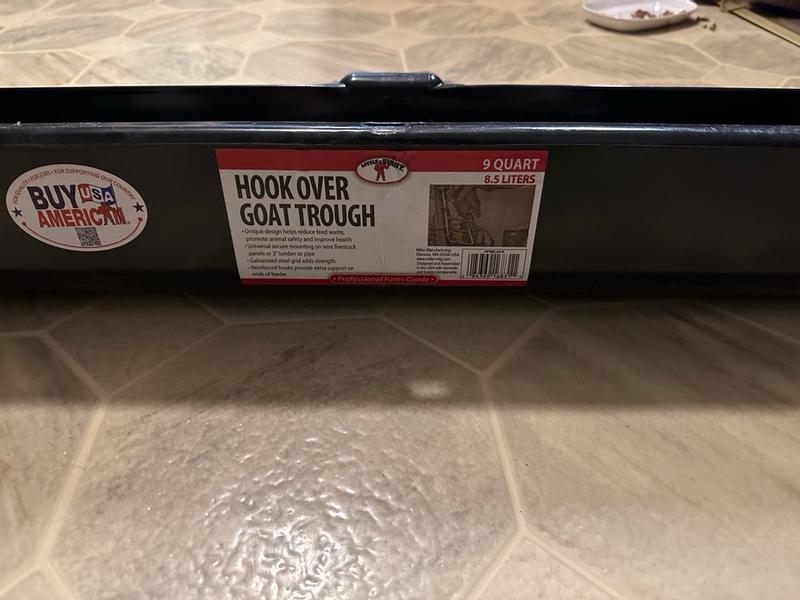 FOR QUALITY • FOR JOBS • FOR SUPPORTING OUR COUNTRY
BUY USA
AMERICAN
LITTLE GIANT
HOOK OVER
GOAT TROUGH
• Unique design helps reduce feed waste,
promote animal safety and improve health
• Universal secure mounting on wire livestock
panels or 2" lumber or pipe
• Galvanized steel grid adds strength
• Reinforced hooks provide extra support on
ends of feeder
9 QUART
8.5 LITERS
Miller Manufacturing
Glencoe, MN 55336 USA
www.miller-mfg.com
Designed and Assembled
in the USA with domestic
and foreign components
• Professional Farm-Grade •